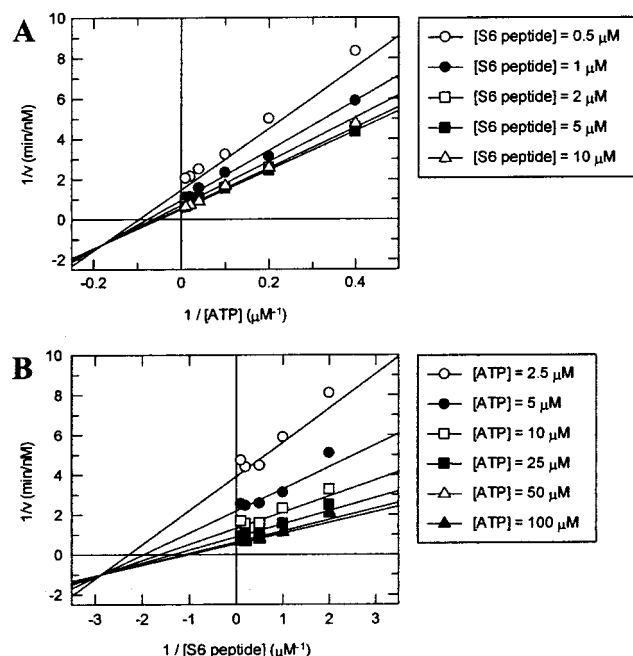 A
10
8
6
4
2
0
-2
1/v (min/nM)
-0.2
0
0.2
0.4
1 / [ATP] (µM⁻¹)
[S6 peptide] = 0.5 µM
[S6 peptide] = 1 µM
[S6 peptide] = 2 µM
[S6 peptide] = 5 µM
[S6 peptide] = 10 µM
B
10
8
6
4
2
0
-2
1/v (min/nM)
-3
-2
-1
0
1
2
3
1 / [S6 peptide] (µM⁻¹)
[ATP] = 2.5 µM
[ATP] = 5 µM
[ATP] = 10 µM
[ATP] = 25 µM
[ATP] = 50 µM
[ATP] = 100 µM